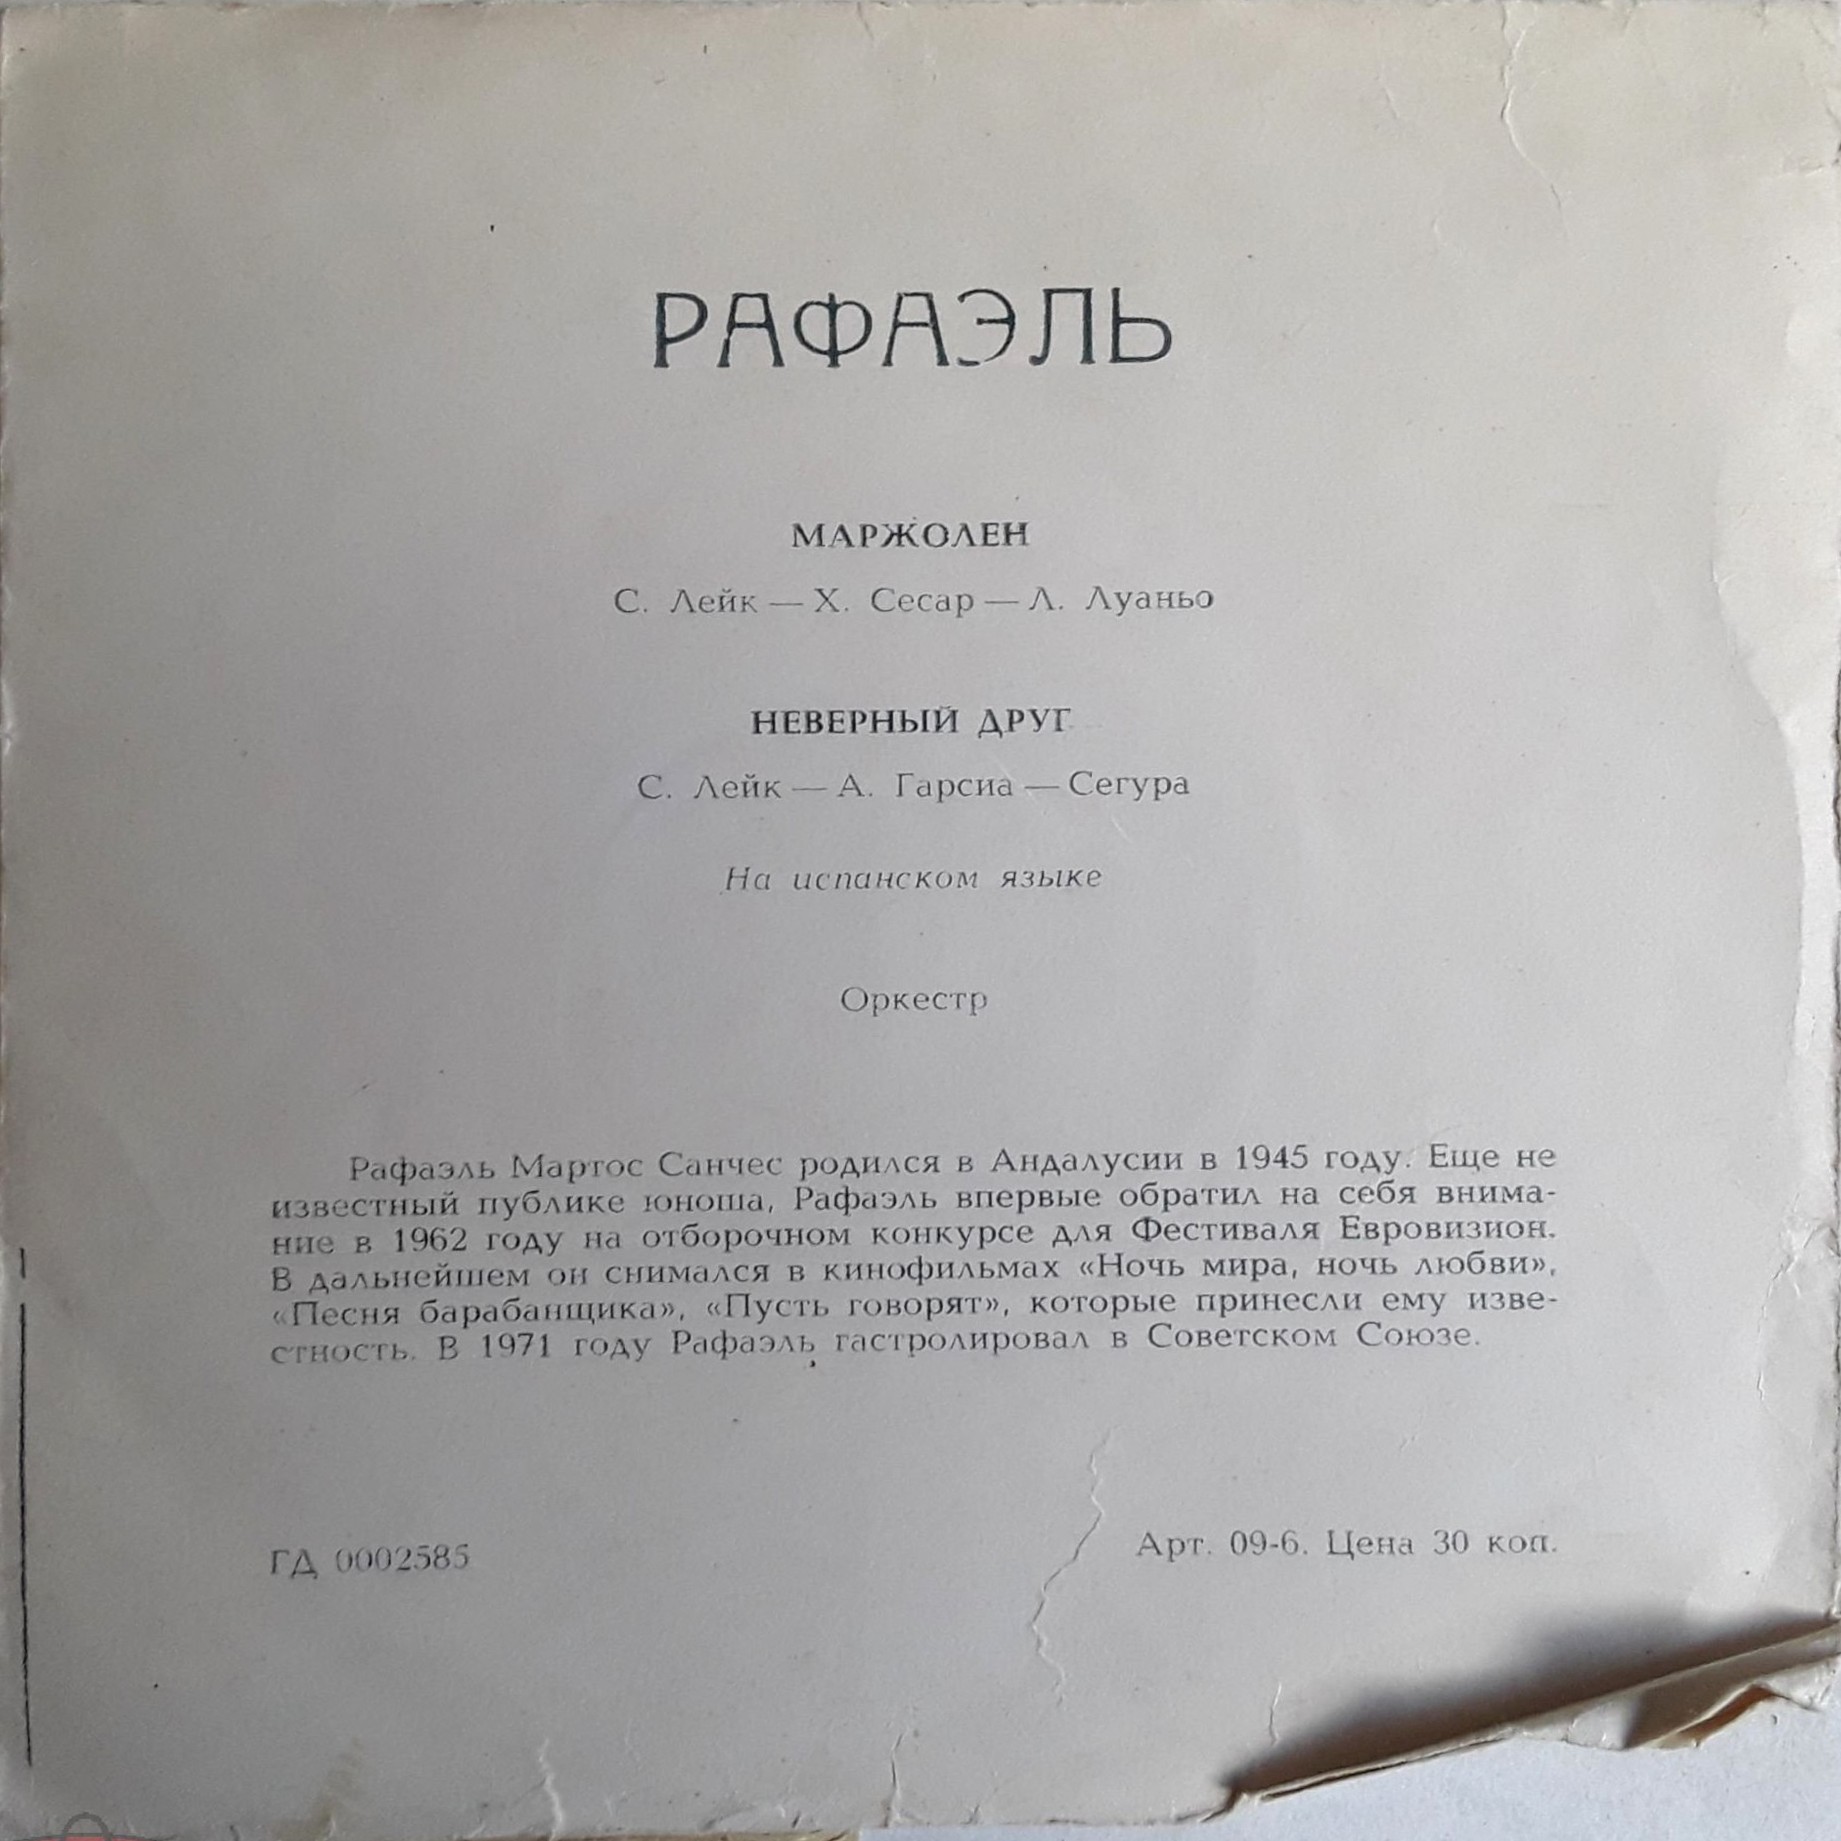 РАФАЭЛЬ
МАРЖОЛЕН
С. Лейк — Х. Сесар — Л. Луаньо
НЕВЕРНЫЙ ДРУГ
С. Лейк — А. Гарсиа — Сегура
На испанском языке
Оркестр
Рафаэль Мартос Санчес родился в Андалусии в 1945 году. Еще не
известный публике юноша, Рафаэль впервые обратил на себя внима-
ние в 1962 году на отборочном конкурсе для Фестиваля Евровизион.
В дальнейшем он снимался в кинофильмах «Ночь мира, ночь любви»,
«Песня барабанщика», «Пусть говорят», которые принесли ему изве-
стность. В 1971 году Рафаэль гастролировал в Советском Союзе.
ГД 0002585
Арт. 09-6. Цена 30 коп.